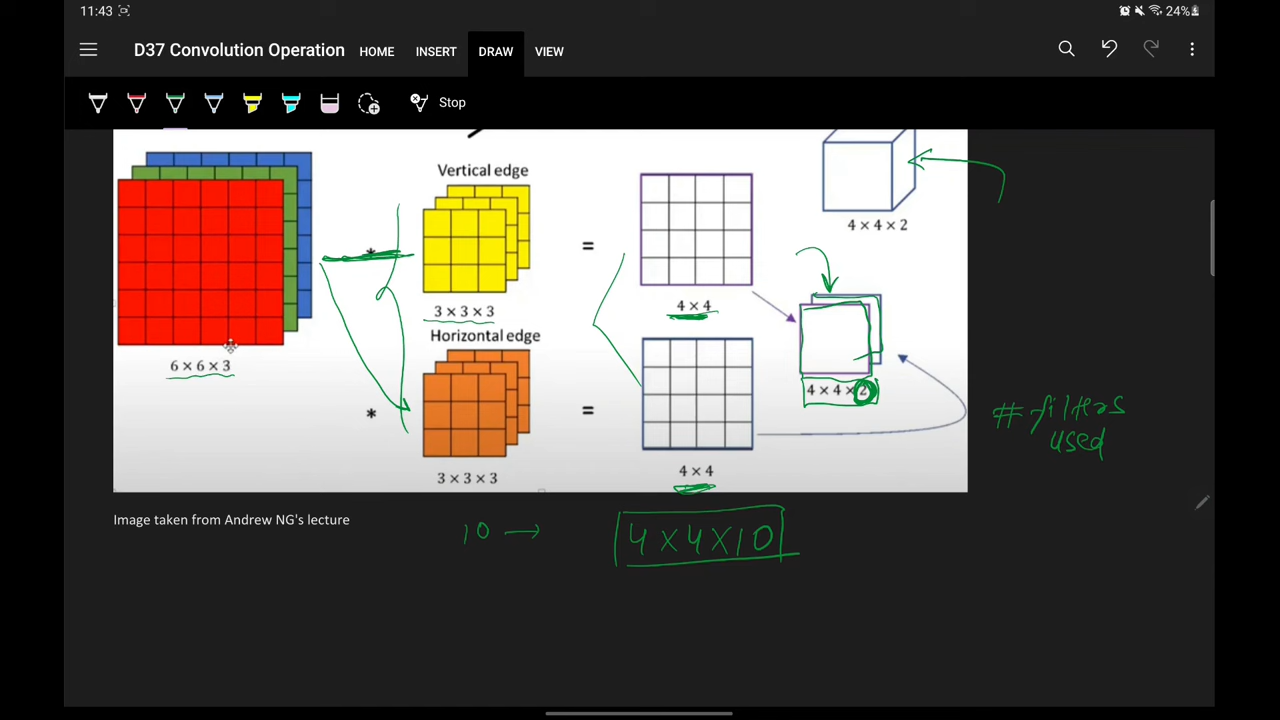 11:43
24%
D37 Convolution Operation HOME INSERT DRAW VIEW
Stop
Vertical edge
* =
3 × 3 × 3
4 × 4
4 × 4 × 2
Horizontal edge
6 × 6 × 3
* =
3 × 3 × 3
4 × 4
4 × 4 × 2
# filters
used
Image taken from Andrew NG's lecture
10 → 4×4×10